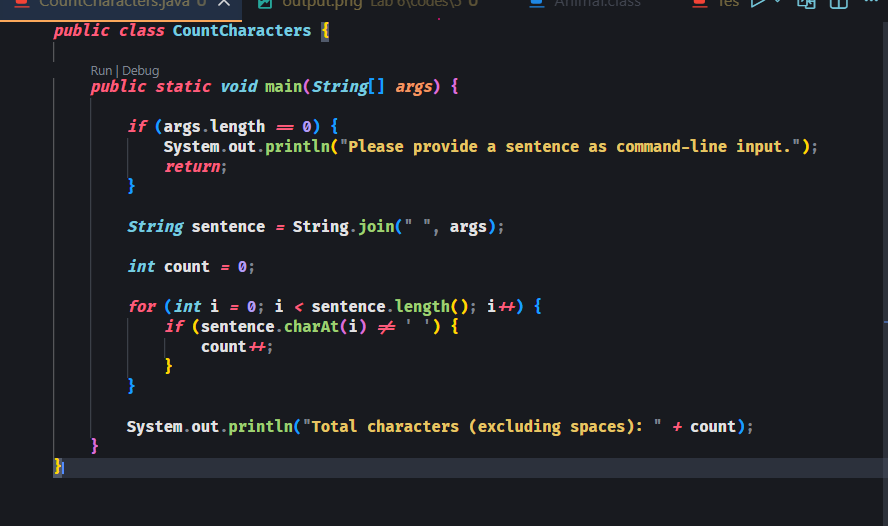 CountCharacters.java U output.png Lab 6\codes\5 U Animal.class Tes
public class CountCharacters {
Run | Debug
public static void main(String[] args) {
if (args.length == 0) {
System.out.println("Please provide a sentence as command-line input.");
return;
}
String sentence = String.join(" ", args);
int count = 0;
for (int i = 0; i < sentence.length(); i++) {
if (sentence.charAt(i) != ' ') {
count++;
}
}
System.out.println("Total characters (excluding spaces): " + count);
}
}